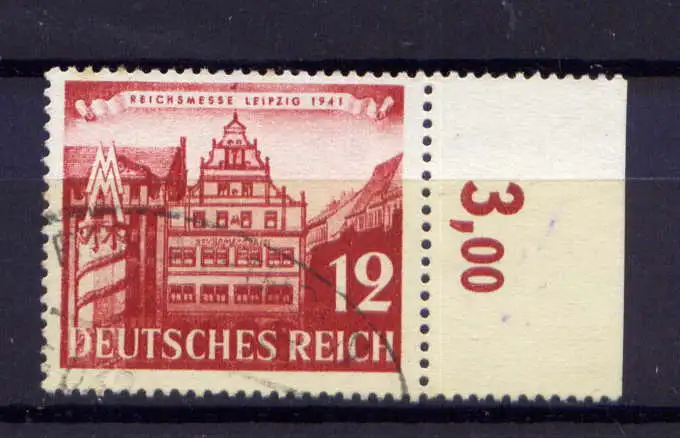 REICHSMESSE LEIPZIG 1941
MM
12
DEUTSCHES REICH
3,00